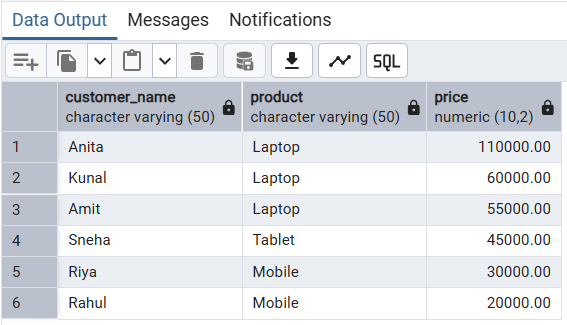 Data Output Messages Notifications
SQL
customer_name product price
character varying (50) character varying (50) numeric (10,2)
1 Anita Laptop 110000.00
2 Kunal Laptop 60000.00
3 Amit Laptop 55000.00
4 Sneha Tablet 45000.00
5 Riya Mobile 30000.00
6 Rahul Mobile 20000.00